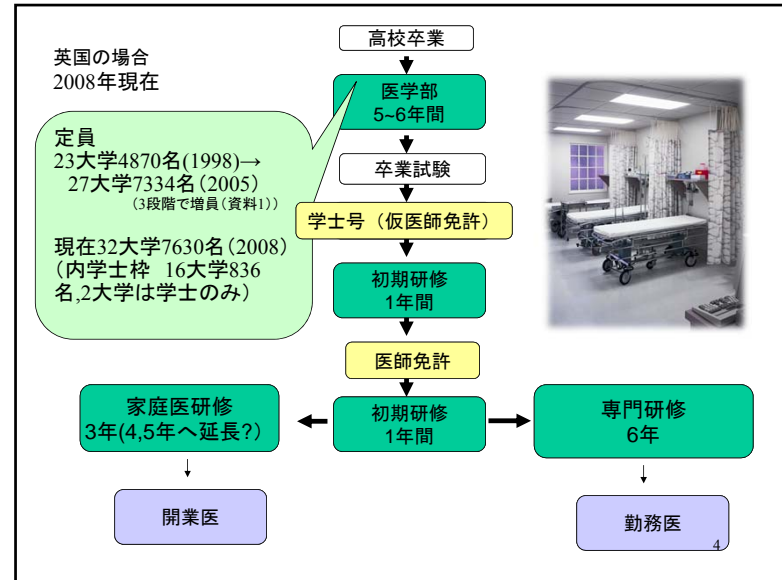 英国の場合
2008年現在
高校卒業
医学部
5~6年間
定員
23大学4870名(1998)→
27大学7334名(2005)
(3段階で増員(資料1))
現在32大学7630名(2008)
(内学士枠 16大学836
名,2大学は学士のみ)
卒業試験
学士号(仮医師免許)
初期研修
1年間
医師免許
初期研修
1年間
家庭医研修
3年(4,5年へ延長?)
専門研修
6年
開業医
勤務医
4